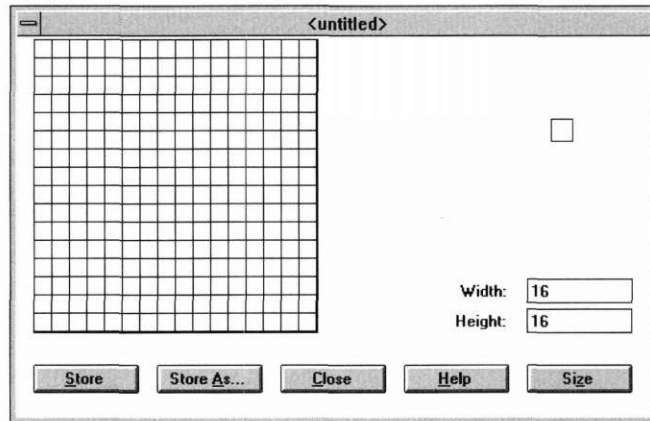 <untitled>
Width: 16
Height: 16
Store Store As... Close Help Size